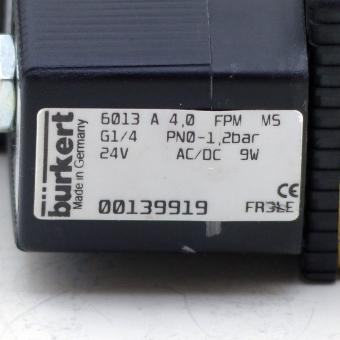 bürkert
Made in Germany
6013 A 4,0 FPM MS
G1/4 PN0-1,2bar
24V AC/DC 9W
CE
00139919 FR3LE